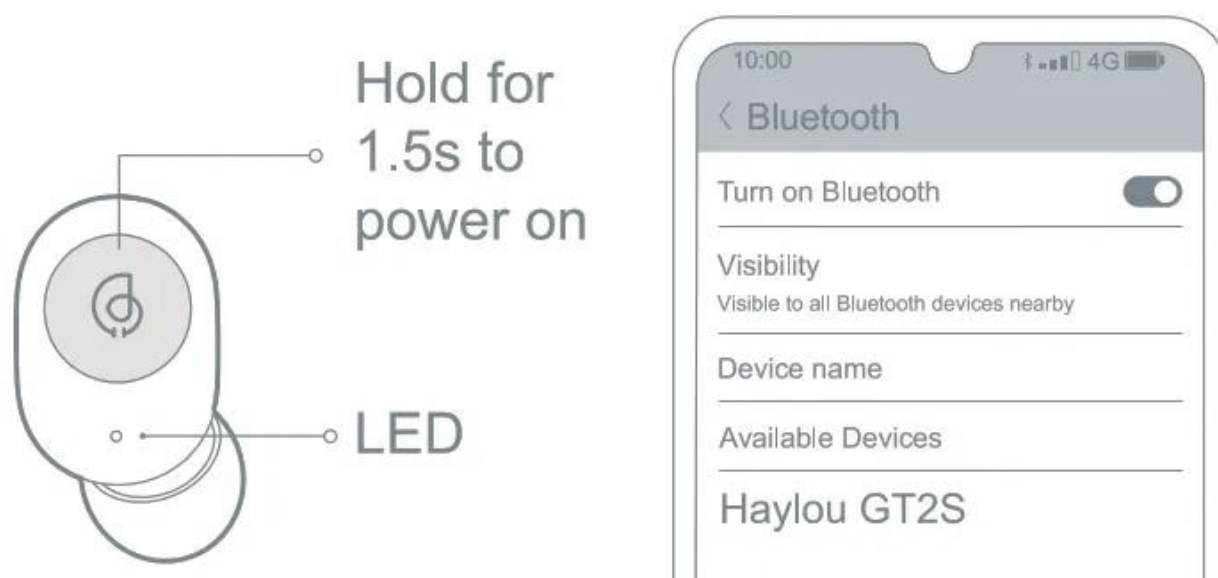 Hold for
1.5s to
power on
LED
10:00
4G
Bluetooth
Turn on Bluetooth
Visibility
Visible to all Bluetooth devices nearby
Device name
Available Devices
Haylou GT2S